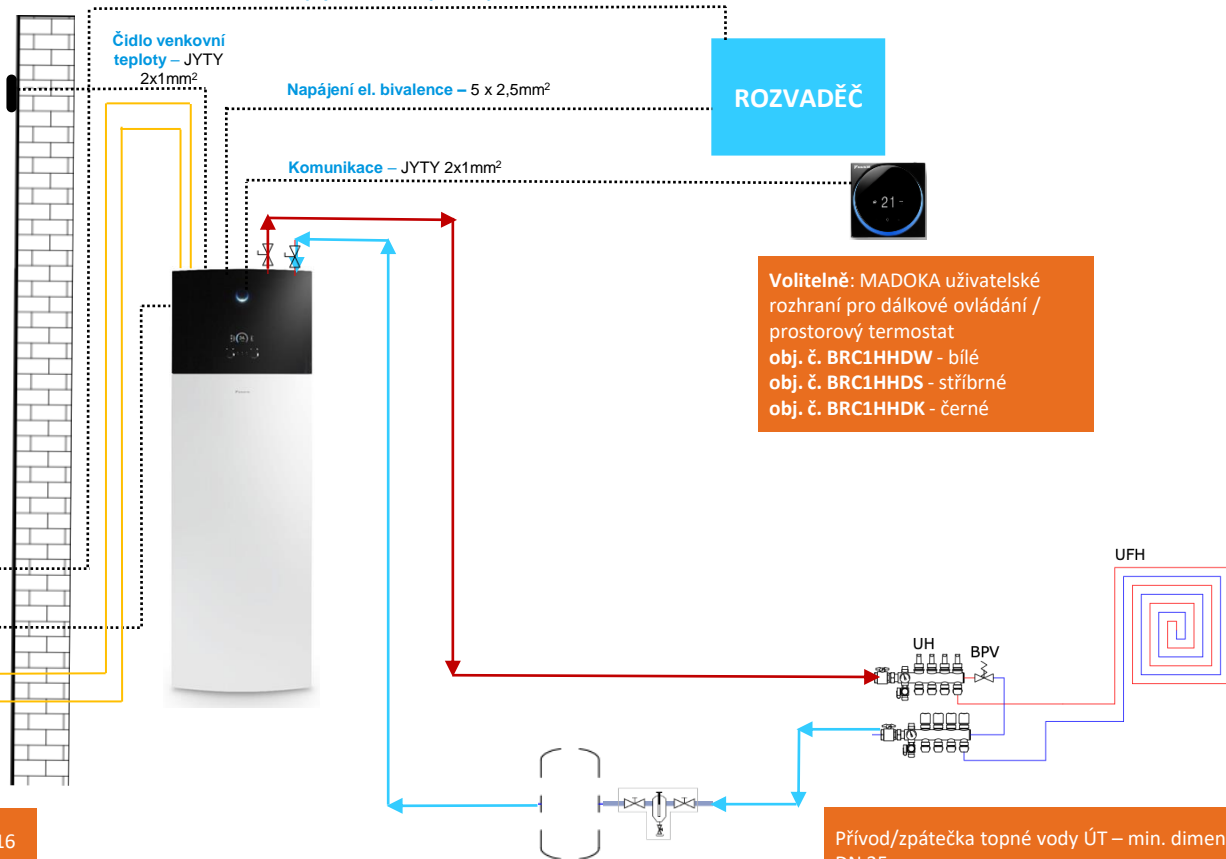 Čidlo venkovní
teploty – JYTY
2x1mm²
Napájení el. bivalence – 5 x 2,5mm²
ROZVADĚČ
Komunikace – JYTY 2x1mm²
21
Volitelně: MADOKA uživatelské
rozhraní pro dálkové ovládání /
prostorový termostat
obj. č. BRC1HHDW - bílé
obj. č. BRC1HHDS - stříbrné
obj. č. BRC1HHDK - černé
UFH
UH
BPV
16
Přívod/zpátečka topné vody ÚT – min. dimen